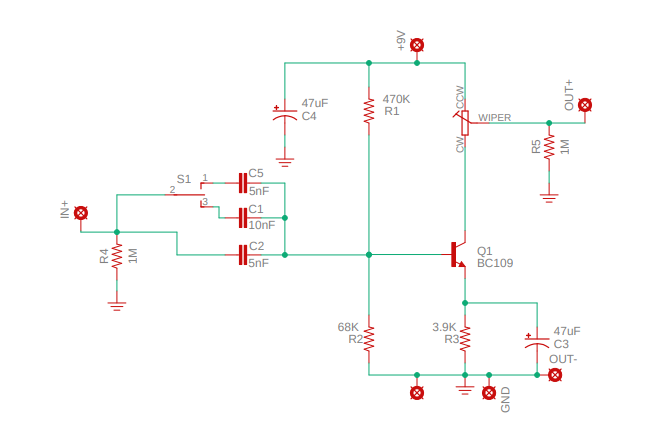 +9V
CCW
47uF
C4
470K
R1
WIPER
OUT+
CW
R5
1M
S1
1
2
3
C5
5nF
C1
10nF
IN+
R4
1M
C2
5nF
Q1
BC109
68K
R2
3.9K
R3
47uF
C3
OUT-
GND